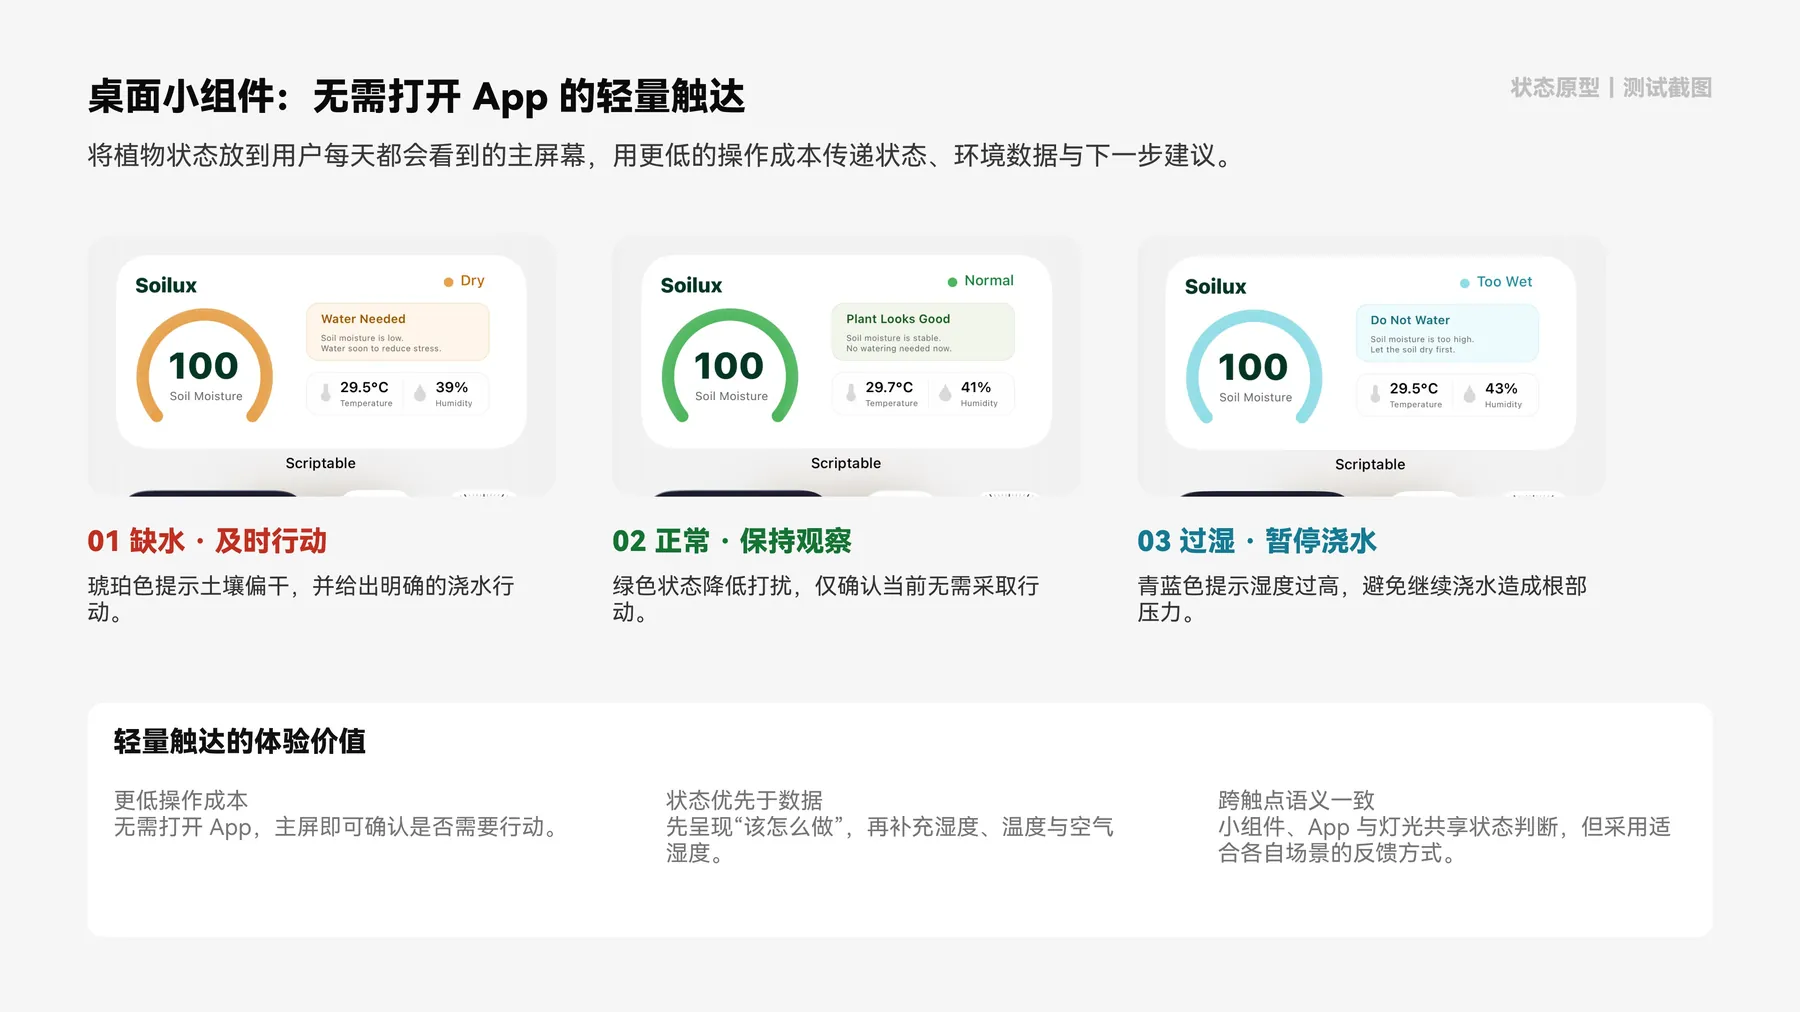 桌面小组件：无需打开 App 的轻量触达
状态原型 | 测试截图
将植物状态放到用户每天都会看到的主屏幕，用更低的操作成本传递状态、环境数据与下一步建议。
Soilux
Dry
Water Needed
Soil moisture is low.
Water soon to reduce stress.
100
Soil Moisture
29.5°C
Temperature
39%
Humidity
Scriptable
01 缺水 · 及时行动
琥珀色提示土壤偏干，并给出明确的浇水行
动。
Soilux
Normal
Plant Looks Good
Soil moisture is stable.
No watering needed now.
100
Soil Moisture
29.7°C
Temperature
41%
Humidity
Scriptable
02 正常 · 保持观察
绿色状态降低打扰，仅确认当前无需采取行
动。
Soilux
Too Wet
Do Not Water
Soil moisture is too high.
Let the soil dry first.
100
Soil Moisture
29.5°C
Temperature
43%
Humidity
Scriptable
03 过湿 · 暂停浇水
青蓝色提示湿度过高，避免继续浇水造成根部
压力。
轻量触达的体验价值
更低操作成本
无需打开 App，主屏即可确认是否需要行动。
状态优先于数据
先呈现“该怎么做”，再补充湿度、温度与空气
湿度。
跨触点语义一致
小组件、App 与灯光共享状态判断，但采用适
合各自场景的反馈方式。